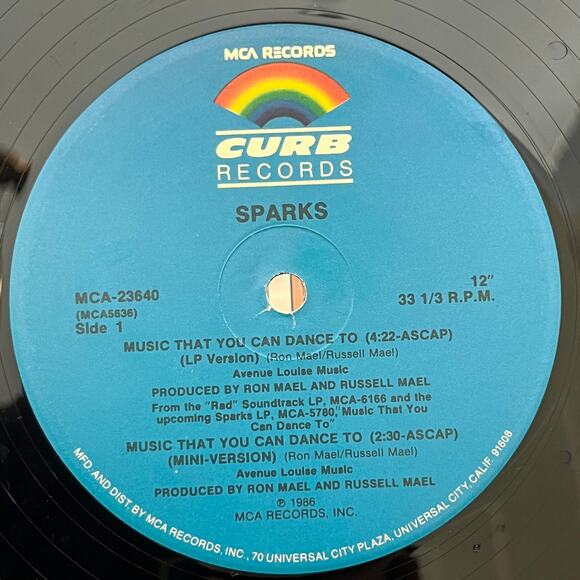 MCA RECORDS
CURB
RECORDS
SPARKS
MCA-23640
(MCA5636)
Side 1
12"
33 1/3 R.P.M.
MUSIC THAT YOU CAN DANCE TO (4:22-ASCAP)
(LP Version) (Ron Mael/Russell Mael)
Avenue Louise Music
PRODUCED BY RON MAEL AND RUSSELL MAEL
From the "Rad" Soundtrack LP, MCA-6166 and the
upcoming Sparks LP, MCA-5780,"Music That You
Can Dance To"
MUSIC THAT YOU CAN DANCE TO (2:30-ASCAP)
(MINI-VERSION) (Ron Mael/Russell Mael)
Avenue Louise Music
PRODUCED BY RON MAEL AND RUSSELL MAEL
℗ 1986
MCA RECORDS, INC.
MFD. AND DIST. BY MCA RECORDS, INC., 70 UNIVERSAL CITY PLAZA, UNIVERSAL CITY, CALIF. 91608